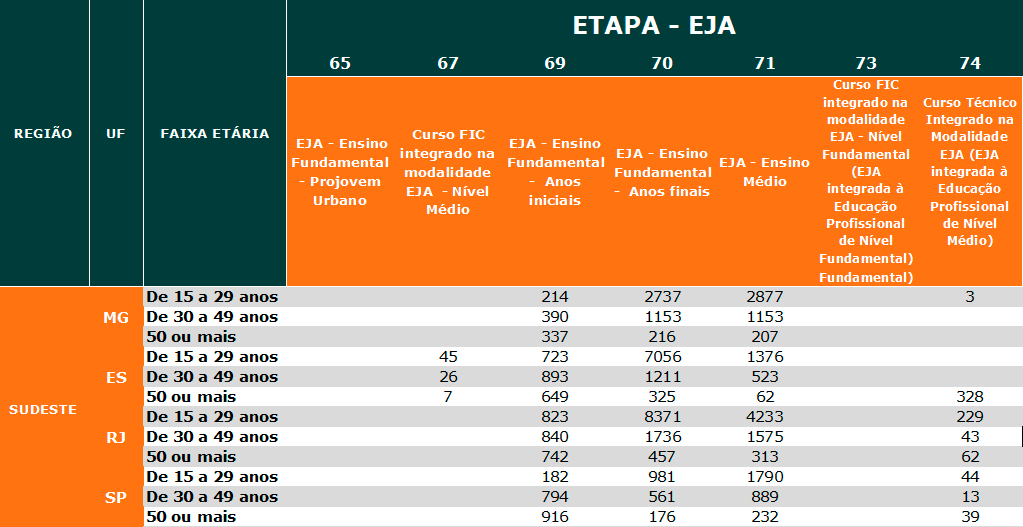 ETAPA – EJA
65 67 69 70 71 73 74
REGIÃO UF FAIXA ETÁRIA
EJA - Ensino
Fundamental
- Projovem
Urbano
Curso FIC
integrado na
modalidade
EJA - Nível
Médio
EJA - Ensino
Fundamental
- Anos
iniciais
EJA - Ensino
Fundamental
- Anos finais
EJA - Ensino
Médio
Curso FIC
integrado na
modalidade
EJA - Nível
Fundamental
(EJA
integrada à
Educação
Profissional
de Nível
Fundamental)
Fundamental)
Curso Técnico
Integrado na
Modalidade
EJA (EJA
integrada à
Educação
Profissional
de Nível
Médio)
SUDESTE
MG
De 15 a 29 anos 214 2737 2877 3
De 30 a 49 anos 390 1153 1153
50 ou mais 337 216 207
ES
De 15 a 29 anos 45 723 7056 1376
De 30 a 49 anos 26 893 1211 523
50 ou mais 7 649 325 62 328
RJ
De 15 a 29 anos 823 8371 4233 229
De 30 a 49 anos 840 1736 1575 43
50 ou mais 742 457 313 62
SP
De 15 a 29 anos 182 981 1790 44
De 30 a 49 anos 794 561 889 13
50 ou mais 916 176 232 39